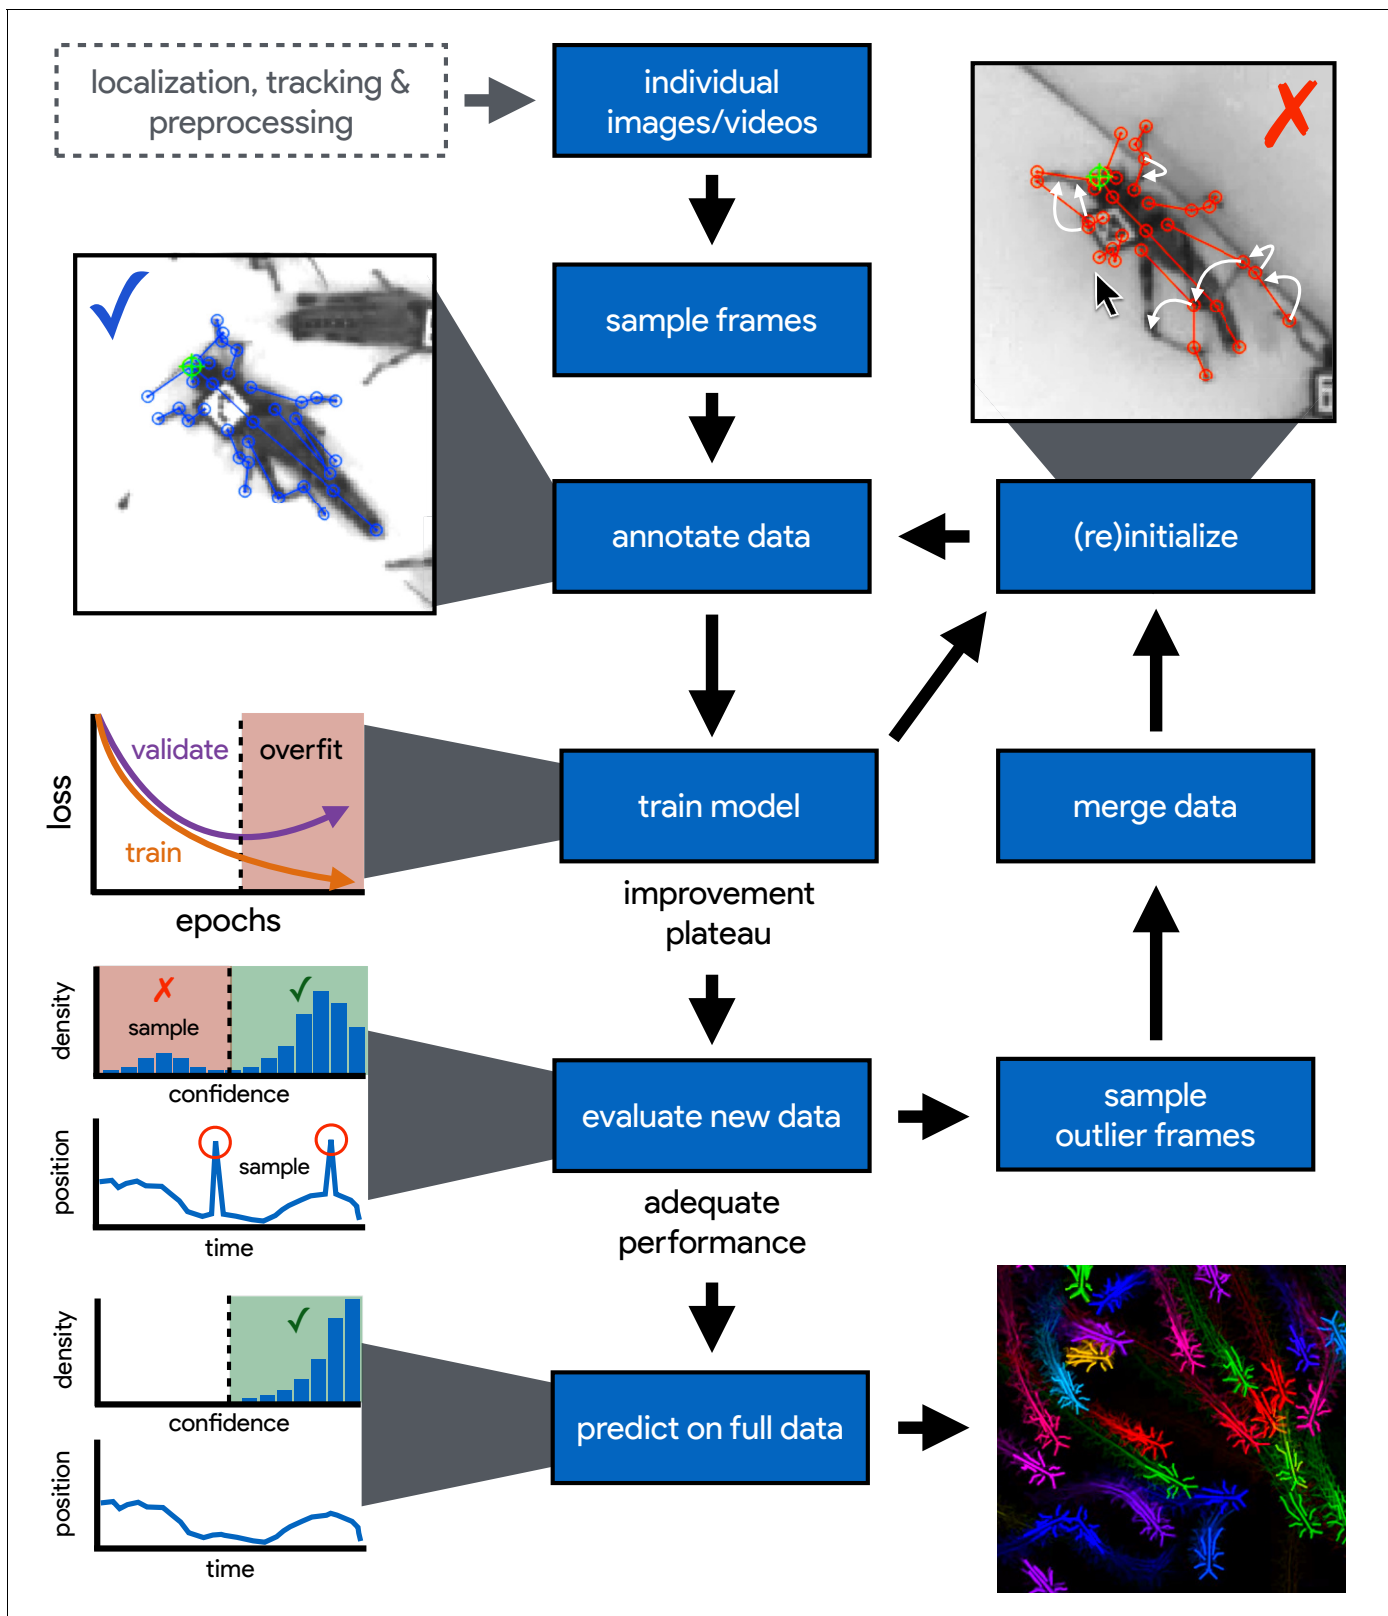 localization, tracking &
preprocessing
individual
images/videos
sample frames
annotate data
(re)initialize
validate
overfit
train
loss
epochs
train model
merge data
improvement
plateau
density
sample
confidence
position
sample
time
evaluate new data
sample
outlier frames
adequate
performance
density
confidence
position
time
predict on full data